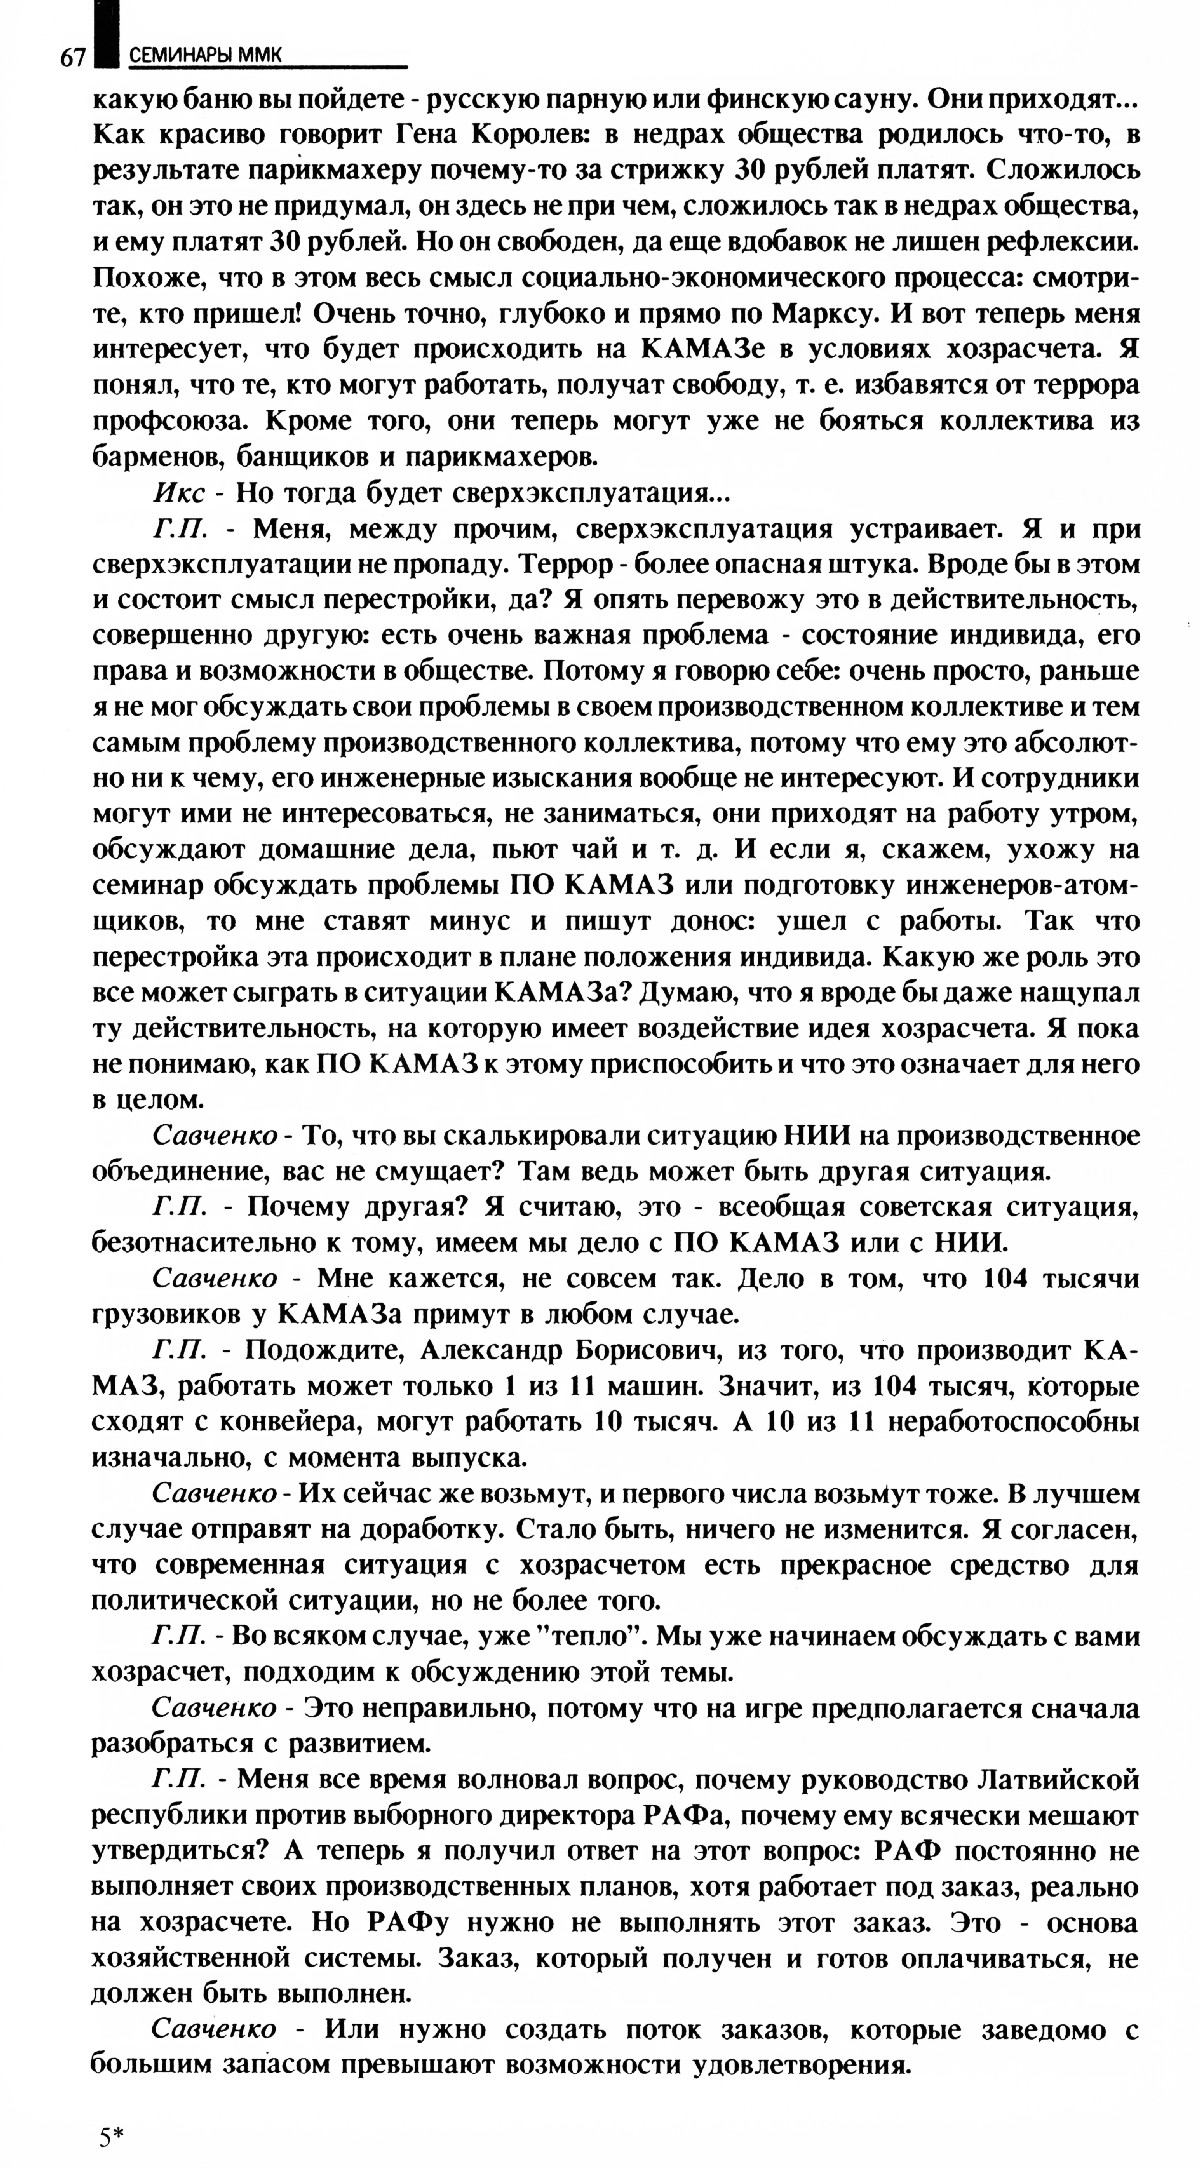 67 СЕМИНАРЫ ММК
какую баню вы пойдете - русскую парную или финскую сауну. Они приходят...
Как красиво говорит Гена Королев: в недрах общества родилось что-то, в
результате парикмахеру почему-то за стрижку 30 рублей платят. Сложилось
так, он это не придумал, он здесь не при чем, сложилось так в недрах общества,
и ему платят 30 рублей. Но он свободен, да еще вдобавок не лишен рефлексии.
Похоже, что в этом весь смысл социально-экономического процесса: смотри-
те, кто пришел! Очень точно, глубоко и прямо по Марксу. И вот теперь меня
интересует, что будет происходить на КАМАЗе в условиях хозрасчета. Я
понял, что те, кто могут работать, получат свободу, т. е. избавятся от террора
профсоюза. Кроме того, они теперь могут уже не бояться коллектива из
барменов, банщиков и парикмахеров.
Икс - Но тогда будет сверхэксплуатация...
Г.П. - Меня, между прочим, сверхэксплуатация устраивает. Я и при
сверхэксплуатации не пропаду. Террор - более опасная штука. Вроде бы в этом
и состоит смысл перестройки, да? Я опять перевожу это в действительность,
совершенно другую: есть очень важная проблема - состояние индивида, его
права и возможности в обществе. Потому я говорю себе: очень просто, раньше
я не мог обсуждать свои проблемы в своем производственном коллективе и тем
самым проблему производственного коллектива, потому что ему это абсолют-
но ни к чему, его инженерные изыскания вообще не интересуют. И сотрудники
могут ими не интересоваться, не заниматься, они приходят на работу утром,
обсуждают домашние дела, пьют чай и т. д. И если я, скажем, ухожу на
семинар обсуждать проблемы ПО КАМАЗ или подготовку инженеров-атом-
щиков, то мне ставят минус и пишут донос: ушел с работы. Так что
перестройка эта происходит в плане положения индивида. Какую же роль это
все может сыграть в ситуации КАМАЗа? Думаю, что я вроде бы даже нащупал
ту действительность, на которую имеет воздействие идея хозрасчета. Я пока
не понимаю, как ПО КАМАЗ к этому приспособить и что это означает для него
в целом.
Савченко - То, что вы скалькировали ситуацию НИИ на производственное
объединение, вас не смущает? Там ведь может быть другая ситуация.
Г.П. - Почему другая? Я считаю, это - всеобщая советская ситуация,
безотнасительно к тому, имеем мы дело с ПО КАМАЗ или с НИИ.
Савченко - Мне кажется, не совсем так. Дело в том, что 104 тысячи
грузовиков у КАМАЗа примут в любом случае.
Г.П. - Подождите, Александр Борисович, из того, что производит КА-
МАЗ, работать может только 1 из 11 машин. Значит, из 104 тысяч, которые
сходят с конвейера, могут работать 10 тысяч. А 10 из 11 неработоспособны
изначально, с момента выпуска.
Савченко - Их сейчас же возьмут, и первого числа возьмут тоже. В лучшем
случае отправят на доработку. Стало быть, ничего не изменится. Я согласен,
что современная ситуация с хозрасчетом есть прекрасное средство для
политической ситуации, но не более того.
Г.П. - Во всяком случае, уже "тепло". Мы уже начинаем обсуждать с вами
хозрасчет, подходим к обсуждению этой темы.
Савченко - Это неправильно, потому что на игре предполагается сначала
разобраться с развитием.
Г.П. - Меня все время волновал вопрос, почему руководство Латвийской
республики против выборного директора РАФа, почему ему всячески мешают
утвердиться? А теперь я получил ответ на этот вопрос: РАФ постоянно не
выполняет своих производственных планов, хотя работает под заказ, реально
на хозрасчете. Но РАФу нужно не выполнять этот заказ. Это - основа
хозяйственной системы. Заказ, который получен и готов оплачиваться, не
должен быть выполнен.
Савченко - Или нужно создать поток заказов, которые заведомо с
большим запасом превышают возможности удовлетворения.
5*